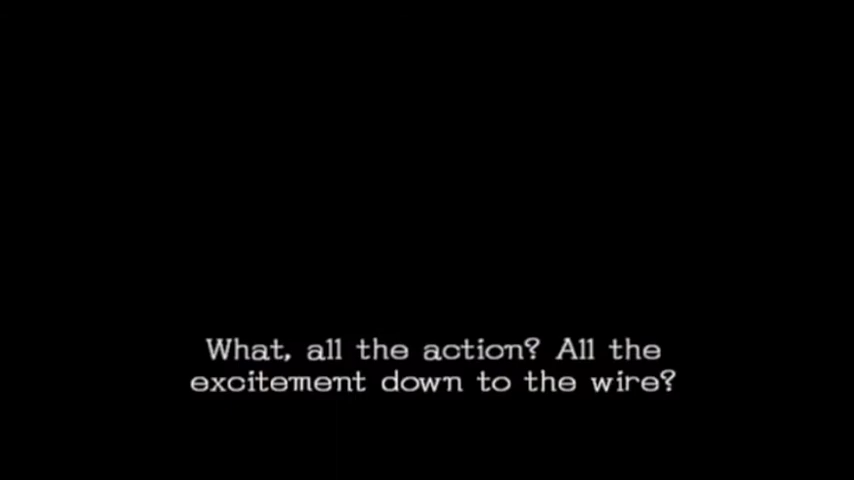 What, all the action? All the
excitement down to the wire?